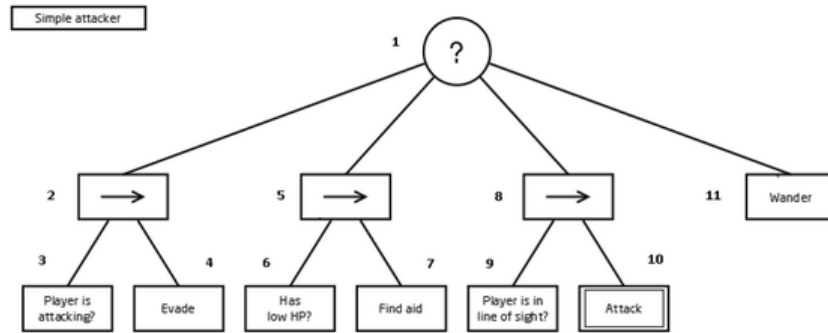 Simple attacker
1
?
2
5
8
11
Wander
3
4
6
7
9
10
Player is
attacking?
Evade
Has
low HP?
Find aid
Player is in
line of sight?
Attack